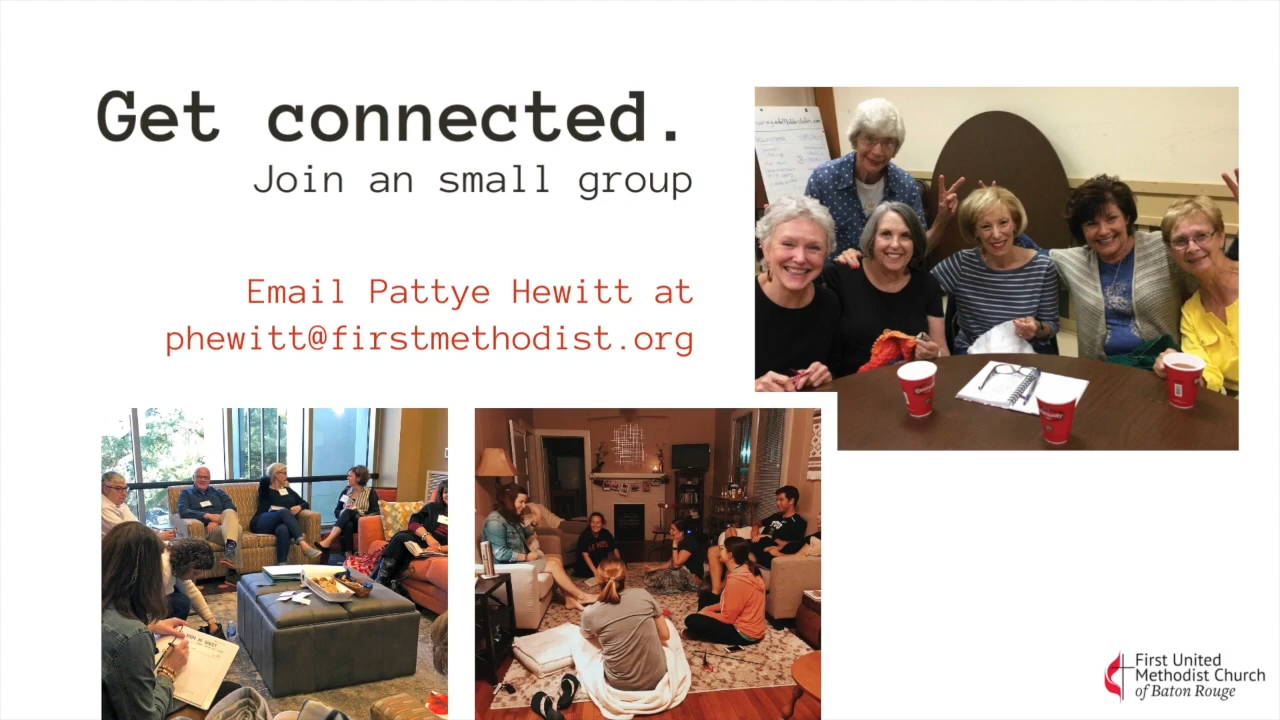 Get connected.
Join an small group
Email Pattye Hewitt at
phewitt@firstmethodist.org
First United
Methodist Church
of Baton Rouge